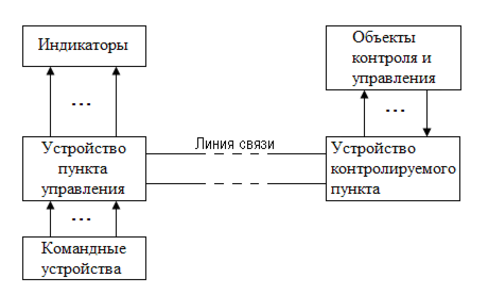 Индикаторы
Объекты
контроля и
управления
...
...
Линия связи
Устройство
пункта
управления
Устройство
контролируемого
пункта
...
Командные
устройства